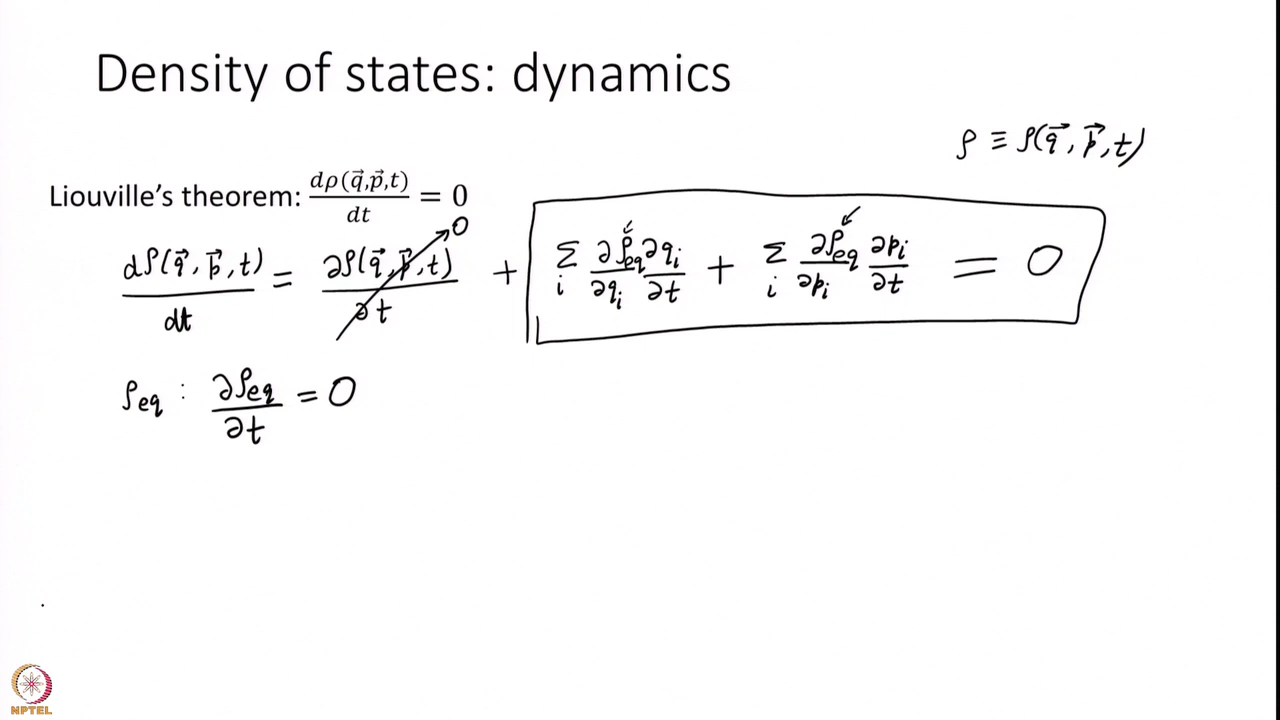 Density of states: dynamics
ρ ≡ ρ(q⃗, p⃗, t)
Liouville’s theorem: dρ(q⃗,p⃗,t)/dt = 0
dρ(q⃗, p⃗, t)/dt = ∂ρ(q⃗, p⃗, t)/∂t → 0 + Σ_i ∂ρ_eq/∂q_i ∂q_i/∂t + Σ_i ∂ρ_eq/∂p_i ∂p_i/∂t = 0
ρ_eq : ∂ρ_eq/∂t = 0
NPTEL